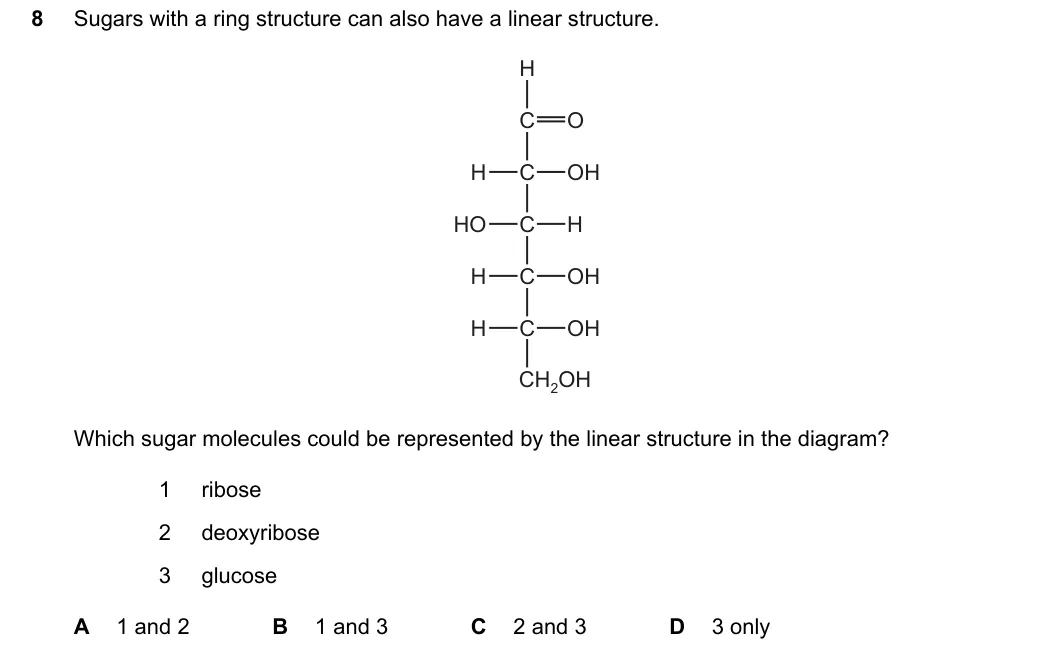 8 Sugars with a ring structure can also have a linear structure.
H
C=O
H—C—OH
HO—C—H
H—C—OH
H—C—OH
CH₂OH
Which sugar molecules could be represented by the linear structure in the diagram?
1 ribose
2 deoxyribose
3 glucose
A 1 and 2 B 1 and 3 C 2 and 3 D 3 only